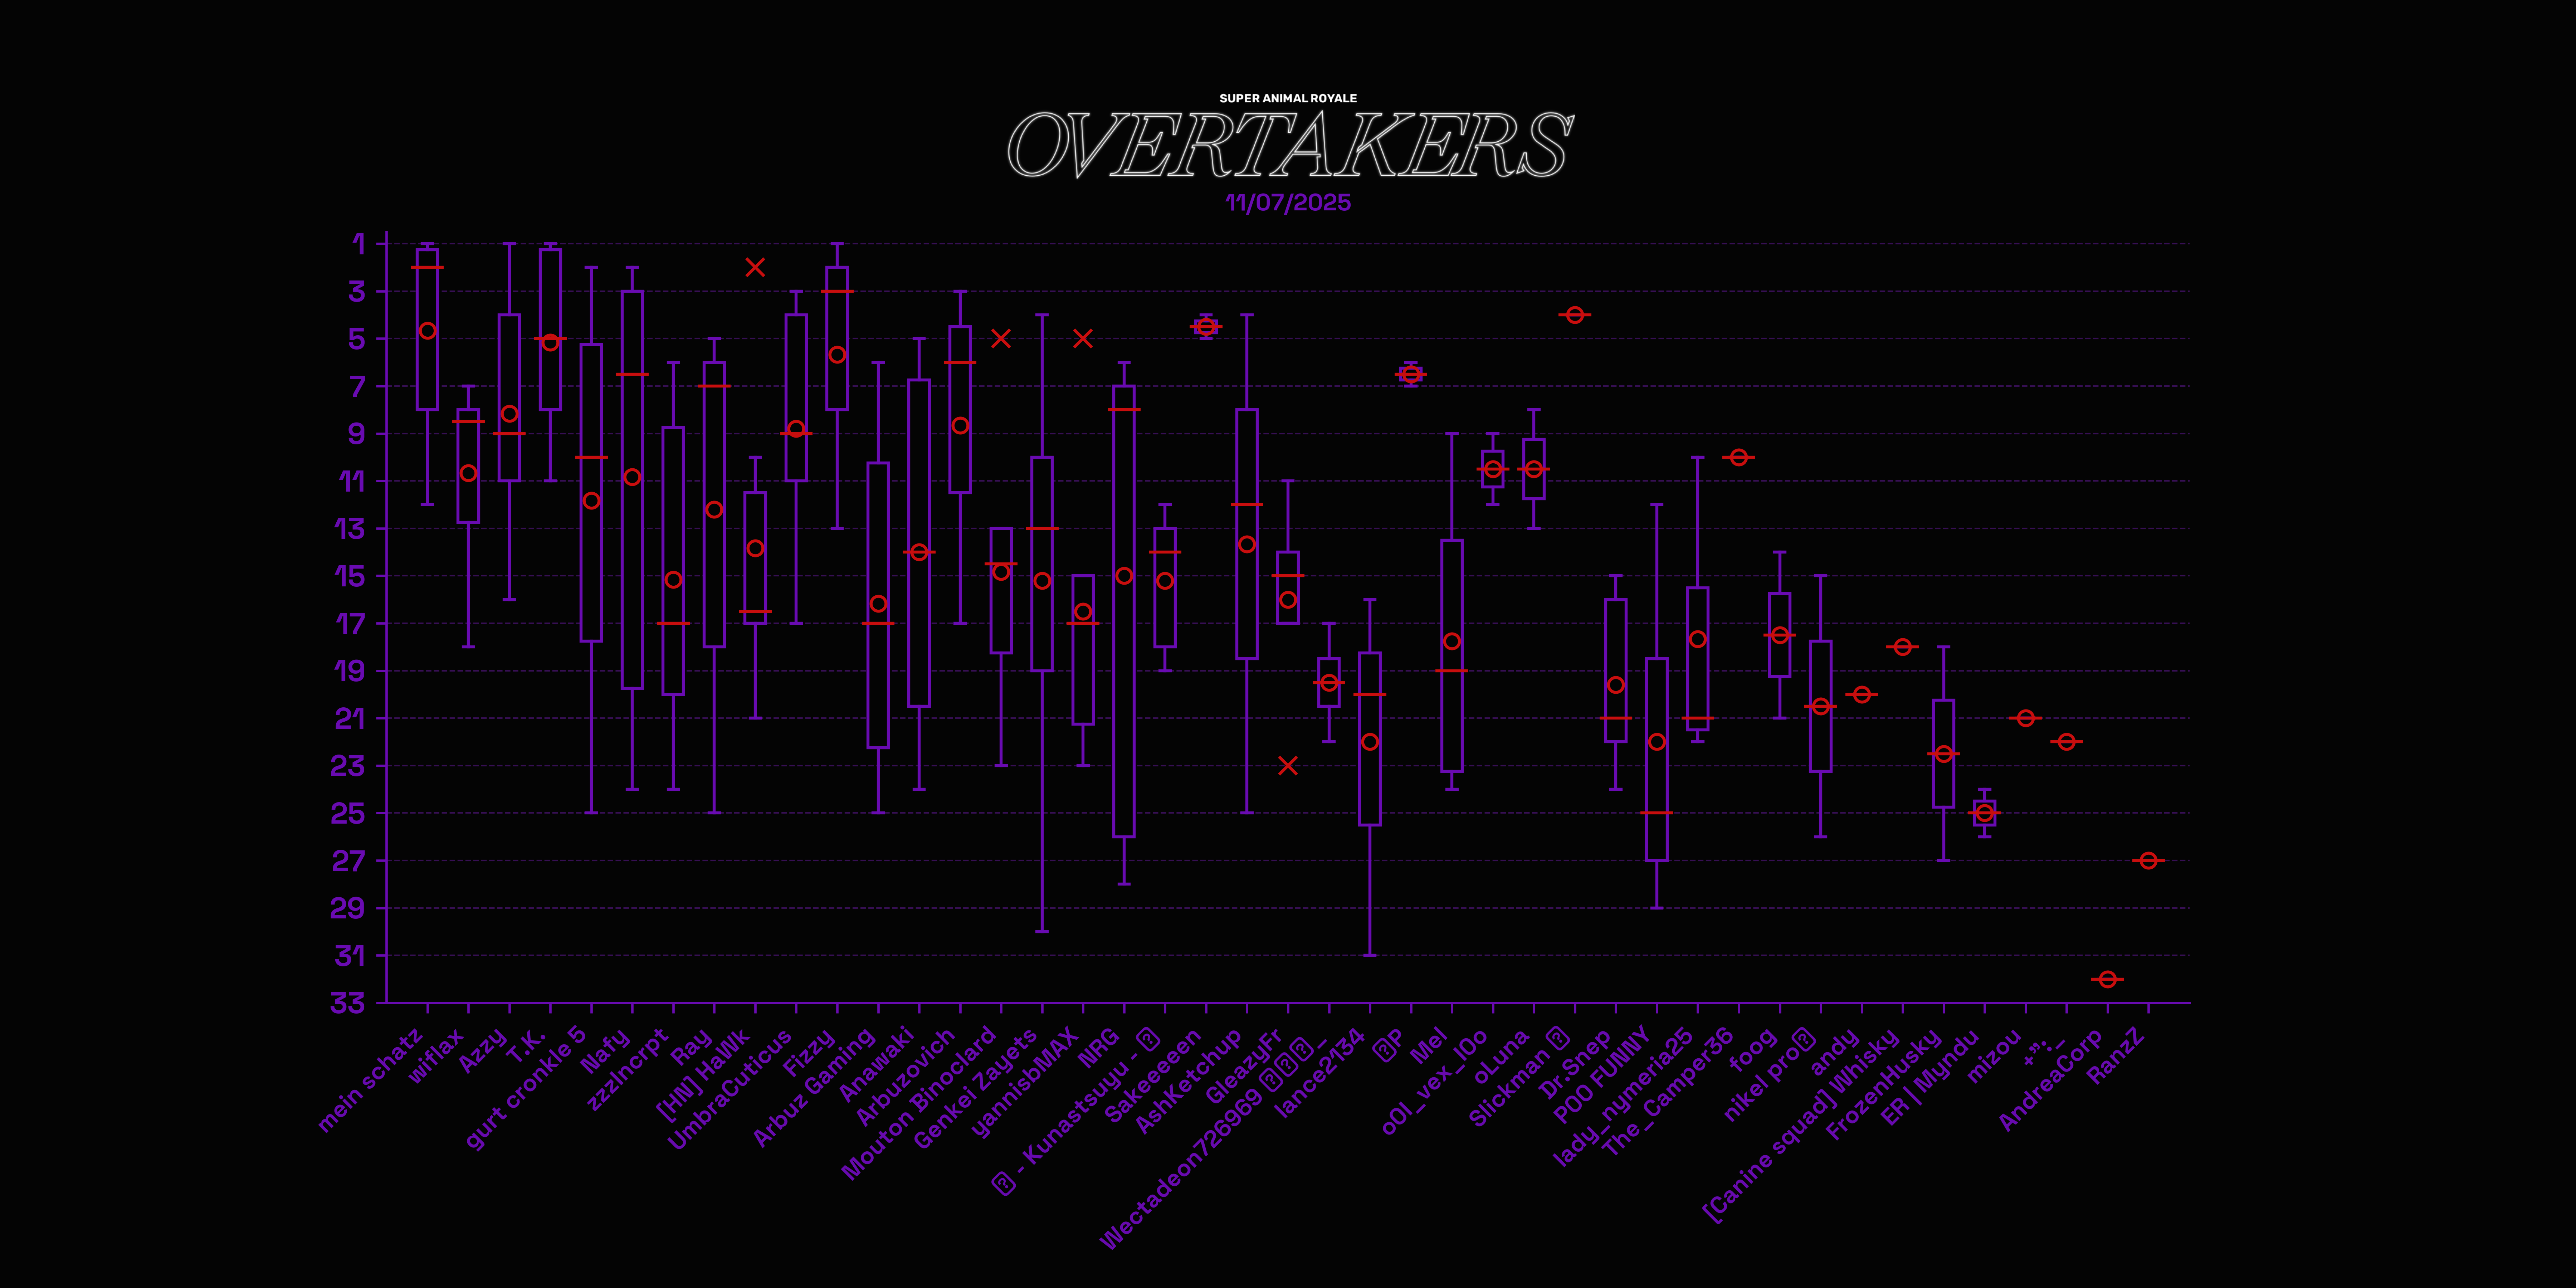 SUPER ANIMAL ROYALE
OVERTAKERS
11/07/2025
1
3
5
7
9
11
13
15
17
19
21
23
25
27
29
31
33
mein schatz
wiflax
Azzy
T.K.
gurt cronkle 5
Nafy
zzzIncrpt
Ray
[HN] HaWk
UmbraCuticus
Fizzy
Arbuz Gaming
Anawaki
Arbuzovich
Mouton Binoclard
Genkei Zayets
yannisbMAX
NRG
- Kunastsuyu -
Sakeeeeen
AshKetchup
GleazyFr
Wectadeon726969 _
lance2134
P
Mel
oOl_vex_lOo
oLuna
Slickman
Dr.Snep
POO FUNNY
lady_nymeria25
The_Camper36
foog
nikel pro
andy
[Canine squad] Whisky
FrozenHusky
ER | Myndu
mizou
AndreaCorp
RanzZ